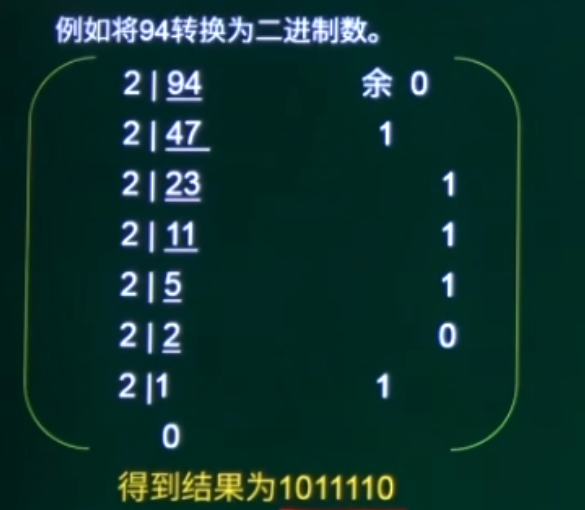 例如将94转换为二进制数。
2 | 94 余 0
2 | 47 1
2 | 23 1
2 | 11 1
2 | 5 1
2 | 2 0
2 |1 1
0
得到结果为1011110